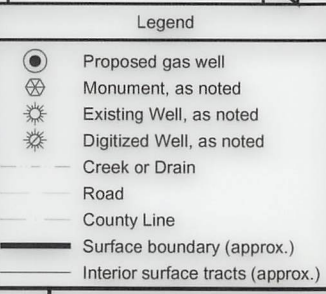 Legend
Proposed gas well
Monument, as noted
Existing Well, as noted
Digitized Well, as noted
Creek or Drain
Road
County Line
Surface boundary (approx.)
Interior surface tracts (approx.)